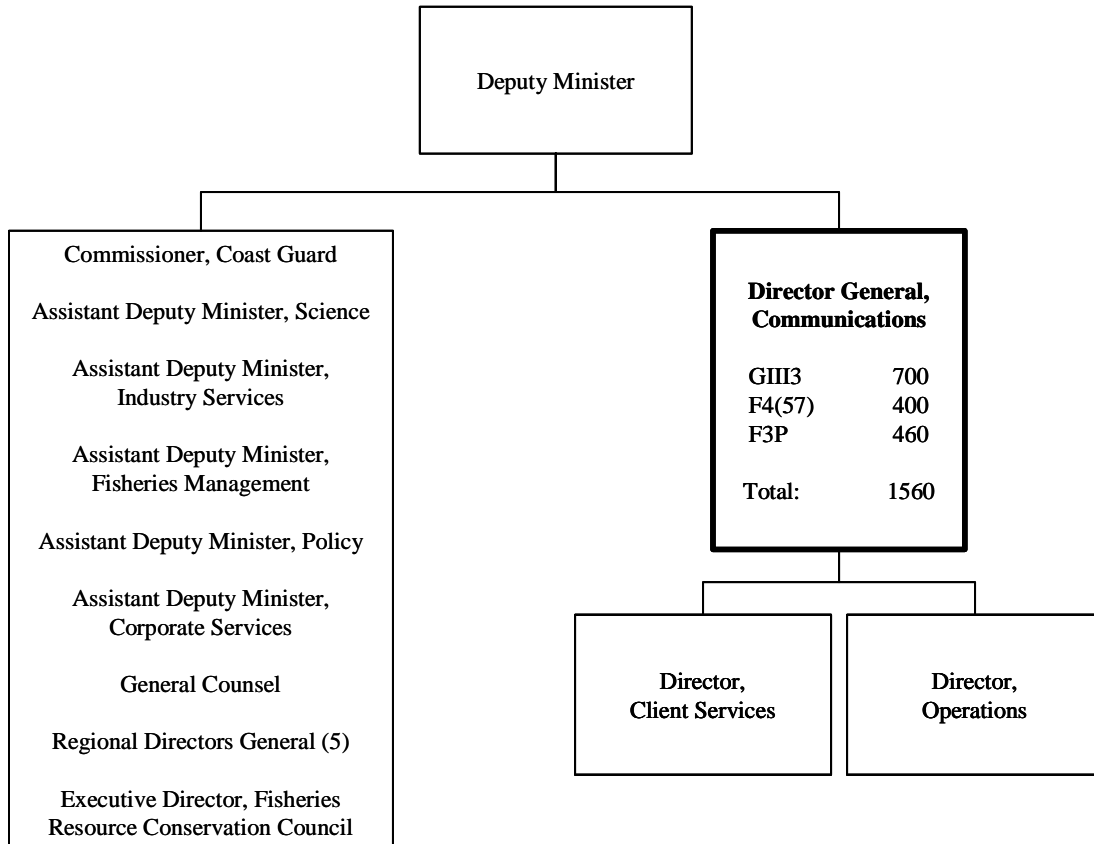 Deputy Minister
Commissioner, Coast Guard
Assistant Deputy Minister, Science
Assistant Deputy Minister,
Industry Services
Assistant Deputy Minister,
Fisheries Management
Assistant Deputy Minister, Policy
Assistant Deputy Minister,
Corporate Services
General Counsel
Regional Directors General (5)
Executive Director, Fisheries
Resource Conservation Council
Director General,
Communications
GIII3 700
F4(57) 400
F3P 460
Total: 1560
Director,
Client Services
Director,
Operations